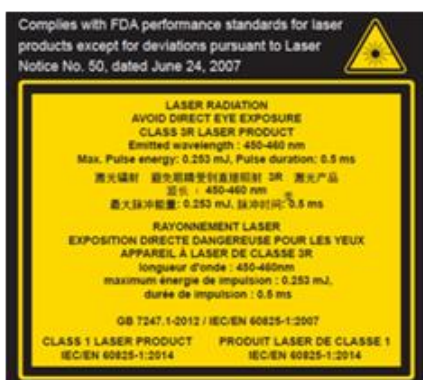 Complies with FDA performance standards for laser
products except for deviations pursuant to Laser
Notice No. 50, dated June 24, 2007
LASER RADIATION
AVOID DIRECT EYE EXPOSURE
CLASS 3R LASER PRODUCT
Emitted wavelength : 450-460 nm
Max. Pulse energy: 0.253 mJ, Pulse duration: 0.5 ms
激光辐射 避免眼睛受到直接照射 3R 激光产品
波长 : 450-460 nm
最大脉冲能量: 0.253 mJ, 脉冲时间: 0.5 ms
RAYONNEMENT LASER
EXPOSITION DIRECTE DANGEREUSE POUR LES YEUX
APPAREIL À LASER DE CLASSE 3R
longueur d'onde : 450-460nm
maximum énergie de impulsion : 0.253 mJ,
durée de impulsion : 0.5 ms
GB 7247.1-2012 / IEC/EN 60825-1:2007
CLASS 1 LASER PRODUCT PRODUIT LASER DE CLASSE 1
IEC/EN 60825-1:2014 IEC/EN 60825-1:2014